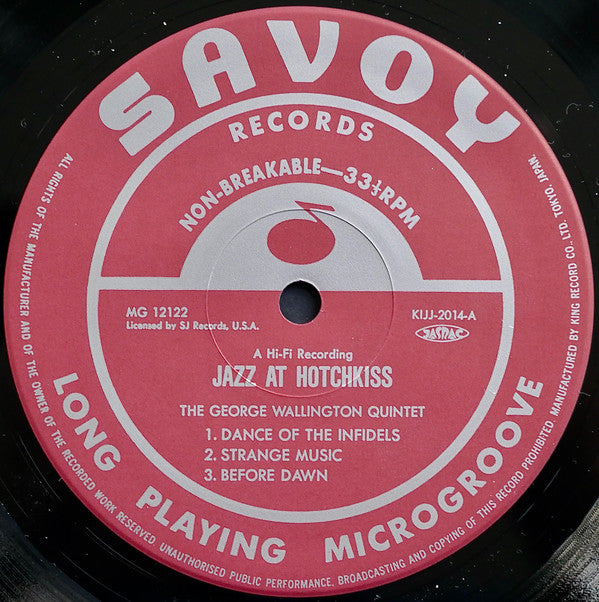 SAVOY
RECORDS
NON-BREAKABLE—33⅓RPM
MG 12122
Licensed by SJ Records, U.S.A.
KIJJ-2014-A
JASRAC
A Hi-Fi Recording
JAZZ AT HOTCHKISS
THE GEORGE WALLINGTON QUINTET
1. DANCE OF THE INFIDELS
2. STRANGE MUSIC
3. BEFORE DAWN
LONG PLAYING MICROGROOVE
ALL RIGHTS OF THE MANUFACTURER AND OF THE OWNER OF THE RECORDED WORK RESERVED. UNAUTHORISED PUBLIC PERFORMANCE, BROADCASTING AND COPYING OF THIS RECORD PROHIBITED. MANUFACTURED BY KING RECORD CO., LTD. TOKYO, JAPAN.